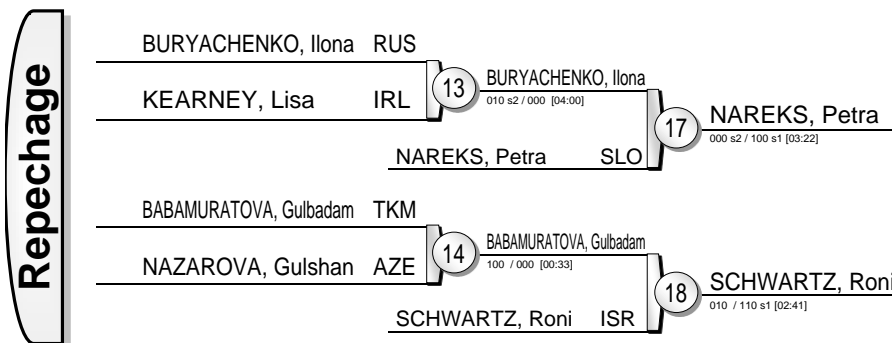 Repechage
BURYACHENKO, Ilona RUS
KEARNEY, Lisa IRL
13
BURYACHENKO, Ilona
010 s2 / 000 [04:00]
NAREKS, Petra SLO
17
NAREKS, Petra
000 s2 / 100 s1 [03:22]
BABAMURATOVA, Gulbadam TKM
NAZAROVA, Gulshan AZE
14
BABAMURATOVA, Gulbadam
100 / 000 [00:33]
SCHWARTZ, Roni ISR
18
SCHWARTZ, Roni
010 / 110 s1 [02:41]